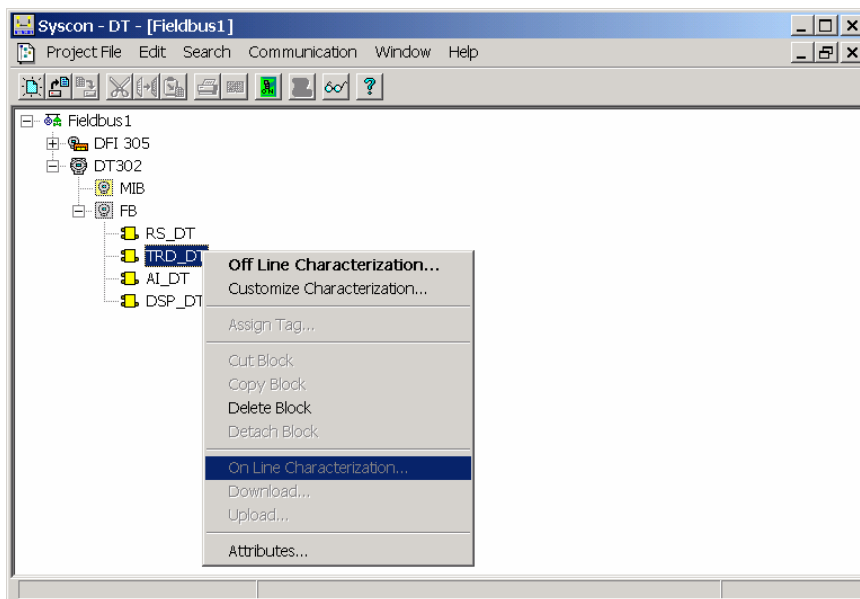 Syscon - DT - [Fieldbus1]
Project File Edit Search Communication Window Help
Fieldbus1
DFI 305
DT302
MIB
FB
RS_DT
TRD_DT
AI_DT
DSP_DT
Off Line Characterization...
Customize Characterization...
Assign Tag...
Cut Block
Copy Block
Delete Block
Detach Block
On Line Characterization...
Download...
Upload...
Attributes...